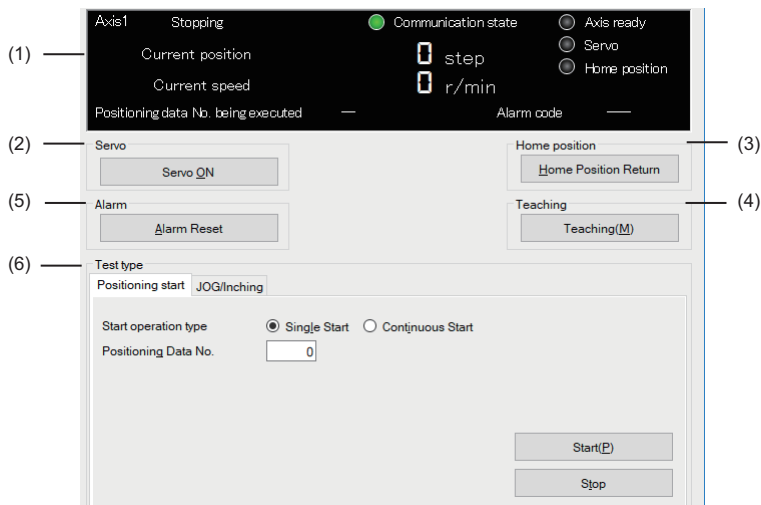 Axis1 Stopping Communication state Axis ready
Servo
(1) Current position 0 step
Home position
Current speed 0 r/min
Positioning data No. being executed — Alarm code —
(2) Servo Home position (3)
Servo ON Home Position Return
(5) Alarm Teaching (4)
Alarm Reset Teaching(M)
(6) Test type
Positioning start JOG/Inching
Start operation type Single Start Continuous Start
Positioning Data No. 0
Start(P)
Stop